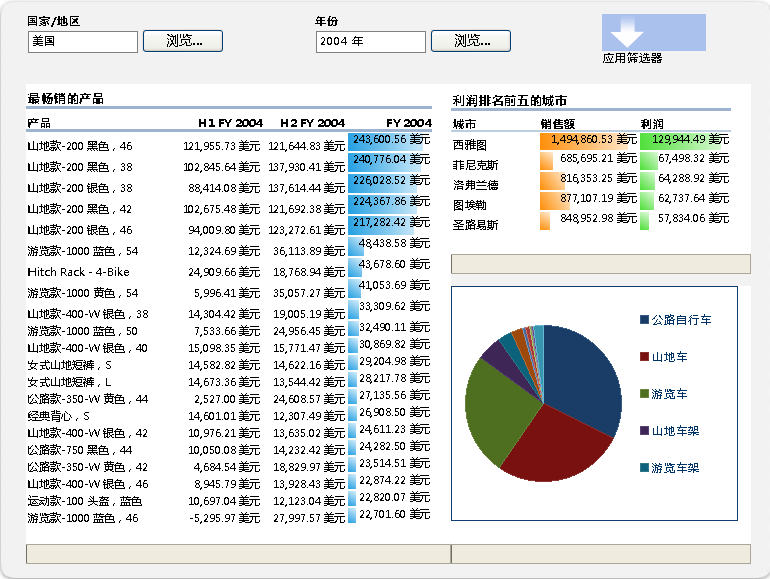 国家/地区
美国
浏览...
年份
2004 年
浏览...
应用筛选器
最畅销的产品
产品 H1 FY 2004 H2 FY 2004 FY 2004
山地款-200 黑色，46 121,955.73 美元 121,644.83 美元 243,600.56 美元
山地款-200 黑色，38 102,845.64 美元 137,930.41 美元 240,776.04 美元
山地款-200 银色，38 88,414.08 美元 137,614.44 美元 226,028.52 美元
山地款-200 黑色，42 102,675.48 美元 121,692.38 美元 224,367.86 美元
山地款-200 银色，46 94,009.80 美元 123,272.61 美元 217,282.42 美元
游览款-1000 蓝色，54 12,324.69 美元 36,113.89 美元 48,438.58 美元
Hitch Rack - 4-Bike 24,909.66 美元 18,768.94 美元 43,678.60 美元
游览款-1000 黄色，54 5,996.41 美元 35,057.27 美元 41,053.69 美元
山地款-400-W 银色，38 14,304.42 美元 19,005.19 美元 33,309.62 美元
游览款-1000 蓝色，50 7,533.66 美元 24,956.45 美元 32,490.11 美元
山地款-400-W 银色，40 15,098.35 美元 15,771.47 美元 30,869.82 美元
女式山地短裤，S 14,582.82 美元 14,622.16 美元 29,204.98 美元
女式山地短裤，L 14,673.36 美元 13,544.42 美元 28,217.78 美元
公路款-350-W 黄色，44 2,527.00 美元 24,608.57 美元 27,135.56 美元
经典背心，S 14,601.01 美元 12,307.49 美元 26,908.50 美元
山地款-400-W 银色，42 10,976.21 美元 13,635.02 美元 24,611.23 美元
公路款-750 黑色，44 10,050.08 美元 14,232.42 美元 24,282.50 美元
公路款-350-W 黄色，42 4,684.54 美元 18,829.97 美元 23,514.51 美元
山地款-400-W 银色，46 8,945.79 美元 13,928.43 美元 22,874.22 美元
运动款-100 头盔，蓝色 10,697.04 美元 12,123.04 美元 22,820.07 美元
游览款-1000 蓝色，46 -5,295.97 美元 27,997.57 美元 22,701.60 美元
利润排名前五的城市
城市 销售额 利润
西雅图 1,494,860.53 美元 129,944.49 美元
菲尼克斯 685,695.21 美元 67,498.32 美元
洛弗兰德 816,353.25 美元 64,288.92 美元
图埃勒 877,107.19 美元 62,737.64 美元
圣路易斯 848,952.98 美元 57,834.06 美元
公路自行车
山地车
游览车
山地车架
游览车架